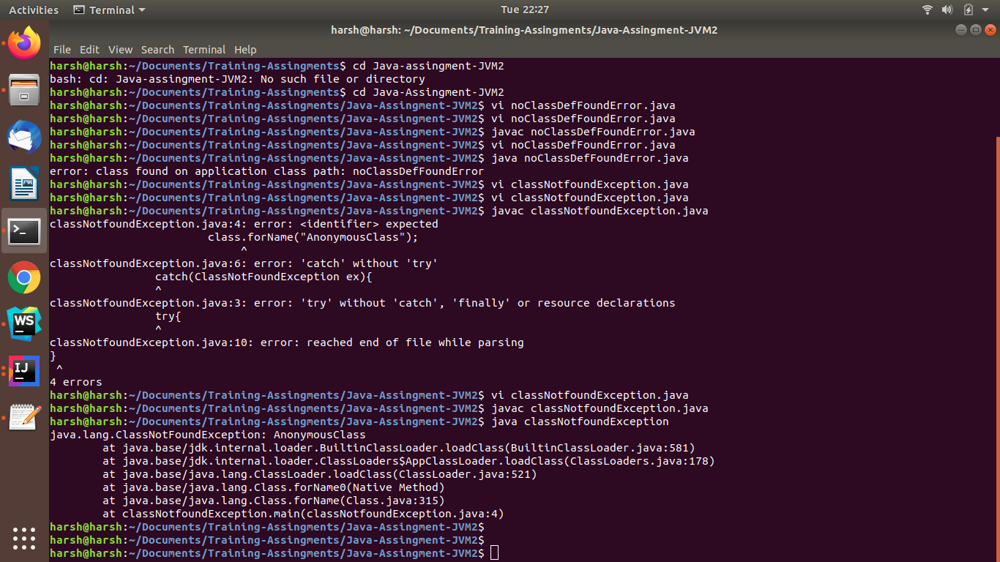 Activities Terminal Tue 22:27
harsh@harsh: ~/Documents/Training-Assingments/Java-Assingment-JVM2
File Edit View Search Terminal Help
harsh@harsh:~/Documents/Training-Assingments$ cd Java-assingment-JVM2
bash: cd: Java-assingment-JVM2: No such file or directory
harsh@harsh:~/Documents/Training-Assingments$ cd Java-Assingment-JVM2
harsh@harsh:~/Documents/Training-Assingments/Java-Assingment-JVM2$ vi noClassDefFoundError.java
harsh@harsh:~/Documents/Training-Assingments/Java-Assingment-JVM2$ vi noClassDefFoundError.java
harsh@harsh:~/Documents/Training-Assingments/Java-Assingment-JVM2$ javac noClassDefFoundError.java
harsh@harsh:~/Documents/Training-Assingments/Java-Assingment-JVM2$ vi noClassDefFoundError.java
harsh@harsh:~/Documents/Training-Assingments/Java-Assingment-JVM2$ java noClassDefFoundError.java
error: class found on application class path: noClassDefFoundError
harsh@harsh:~/Documents/Training-Assingments/Java-Assingment-JVM2$ vi classNotfoundException.java
harsh@harsh:~/Documents/Training-Assingments/Java-Assingment-JVM2$ vi classNotfoundException.java
harsh@harsh:~/Documents/Training-Assingments/Java-Assingment-JVM2$ javac classNotfoundException.java
classNotfoundException.java:4: error: <identifier> expected
class.forName("AnonymousClass");
^
classNotfoundException.java:6: error: 'catch' without 'try'
catch(ClassNotFoundException ex){
^
classNotfoundException.java:3: error: 'try' without 'catch', 'finally' or resource declarations
try{
^
classNotfoundException.java:10: error: reached end of file while parsing
}
^
4 errors
harsh@harsh:~/Documents/Training-Assingments/Java-Assingment-JVM2$ vi classNotfoundException.java
harsh@harsh:~/Documents/Training-Assingments/Java-Assingment-JVM2$ javac classNotfoundException.java
harsh@harsh:~/Documents/Training-Assingments/Java-Assingment-JVM2$ java classNotfoundException
java.lang.ClassNotFoundException: AnonymousClass
at java.base/jdk.internal.loader.BuiltinClassLoader.loadClass(BuiltinClassLoader.java:581)
at java.base/jdk.internal.loader.ClassLoaders$AppClassLoader.loadClass(ClassLoaders.java:178)
at java.base/java.lang.ClassLoader.loadClass(ClassLoader.java:521)
at java.base/java.lang.Class.forName0(Native Method)
at java.base/java.lang.Class.forName(Class.java:315)
at classNotfoundException.main(classNotfoundException.java:4)
harsh@harsh:~/Documents/Training-Assingments/Java-Assingment-JVM2$
harsh@harsh:~/Documents/Training-Assingments/Java-Assingment-JVM2$
harsh@harsh:~/Documents/Training-Assingments/Java-Assingment-JVM2$
WS
IJ